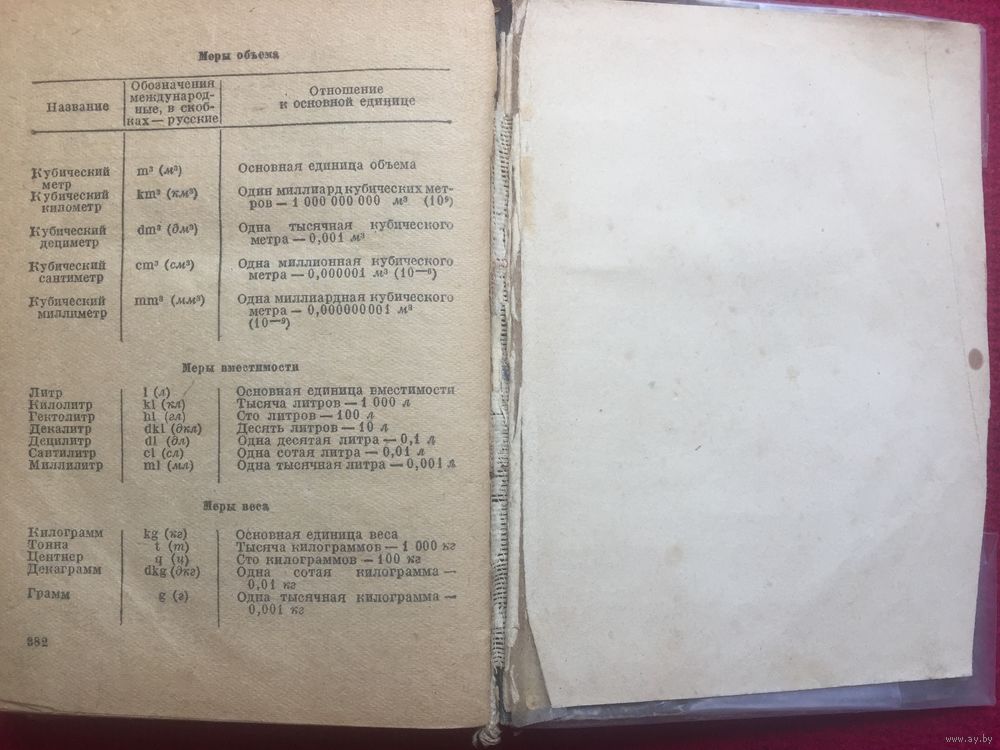 Меры объема
Название
Обозначения
международ-
ные, в скоб-
ках — русские
Отношение
к основной единице
Кубический
метр
m³ (м³)
Основная единица объема
Кубический
километр
km³ (км³)
Один миллиард кубических мет-
ров — 1 000 000 000 м³ (10⁹)
Кубический
дециметр
dm³ (дм³)
Одна тысячная кубического
метра — 0,001 м³
Кубический
сантиметр
cm³ (см³)
Одна миллионная кубического
метра — 0,000001 м³ (10—⁶)
Кубический
миллиметр
mm³ (мм³)
Одна миллиардная кубического
метра — 0,000000001 м³
(10—⁹)
Меры вместимости
Литр l (л) Основная единица вместимости
Килолитр kl (кл) Тысяча литров — 1 000 л
Гектолитр hl (гл) Сто литров — 100 л
Декалитр dkl (дкл) Десять литров — 10 л
Децилитр dl (дл) Одна десятая литра — 0,1 л
Сантилитр cl (сл) Одна сотая литра — 0,01 л
Миллилитр ml (мл) Одна тысячная литра — 0,001 л
Меры веса
Килограмм kg (кг) Основная единица веса
Тонна t (т) Тысяча килограммов — 1 000 кг
Центнер q (ц) Сто килограммов — 100 кг
Декаграмм dkg (дкг) Одна сотая килограмма —
0,01 кг
Грамм g (г) Одна тысячная килограмма —
0,001 кг
382
www.ay.by